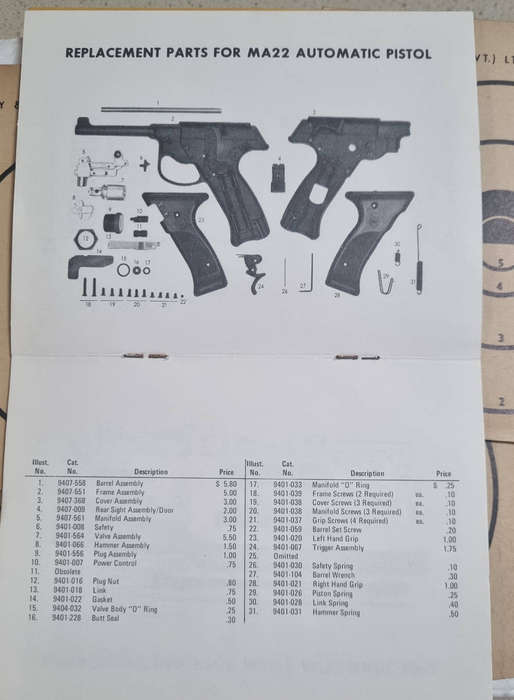 REPLACEMENT PARTS FOR MA22 AUTOMATIC PISTOL
VT.) LT
Illust. No. Cat. No. Description Price
1. 9407-558 Barrel Assembly $ 5.80
2. 9407-551 Frame Assembly 5.00
3. 9407-368 Cover Assembly 3.00
4. 9407-009 Rear Sight Assembly/Door 2.00
5. 9407-561 Manifold Assembly 3.00
6. 9401-008 Safety .75
7. 9401-564 Valve Assembly 5.50
8. 9401-066 Hammer Assembly 1.50
9. 9401-556 Plug Assembly 1.00
10. 9401-007 Power Control .75
11. Obsolete
12. 9401-016 Plug Nut .80
13. 9401-018 Link .75
14. 9401-022 Gasket .50
15. 9404-032 Valve Body "O" Ring .25
16. 9401-228 Butt Seal .30
Illust. No. Cat. No. Description Price
17. 9401-033 Manifold "O" Ring $ .25
18. 9401-039 Frame Screws (2 Required) ea. .10
19. 9401-038 Cover Screws (3 Required) ea. .10
20. 9401-038 Manifold Screws (3 Required) ea. .10
21. 9401-037 Grip Screws (4 Required) ea. .10
22. 9401-059 Barrel Set Screw .20
23. 9401-020 Left Hand Grip 1.00
24. 9401-067 Trigger Assembly 1.75
25. Omitted
26. 9401-030 Safety Spring .10
27. 9401-104 Barrel Wrench .30
28. 9401-021 Right Hand Grip 1.00
29. 9401-026 Piston Spring .25
30. 9401-028 Link Spring .40
31. 9401-031 Hammer Spring .50